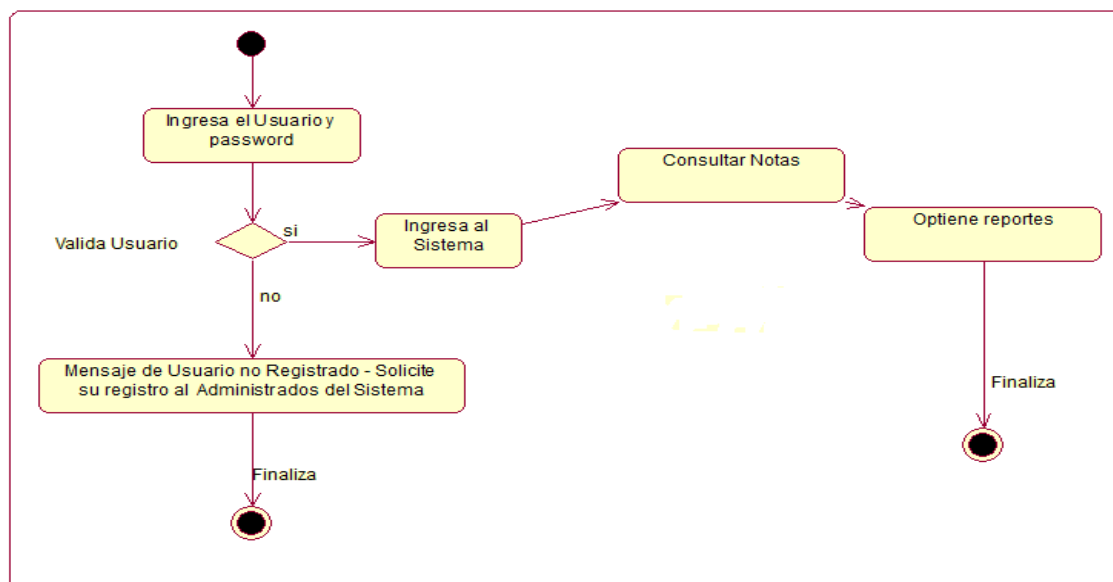 Ingresa el Usuario y
password
Valida Usuario
si
Ingresa al
Sistema
Consultar Notas
Optiene reportes
no
Mensaje de Usuario no Registrado - Solicite
su registro al Administrados del Sistema
Finaliza
Finaliza